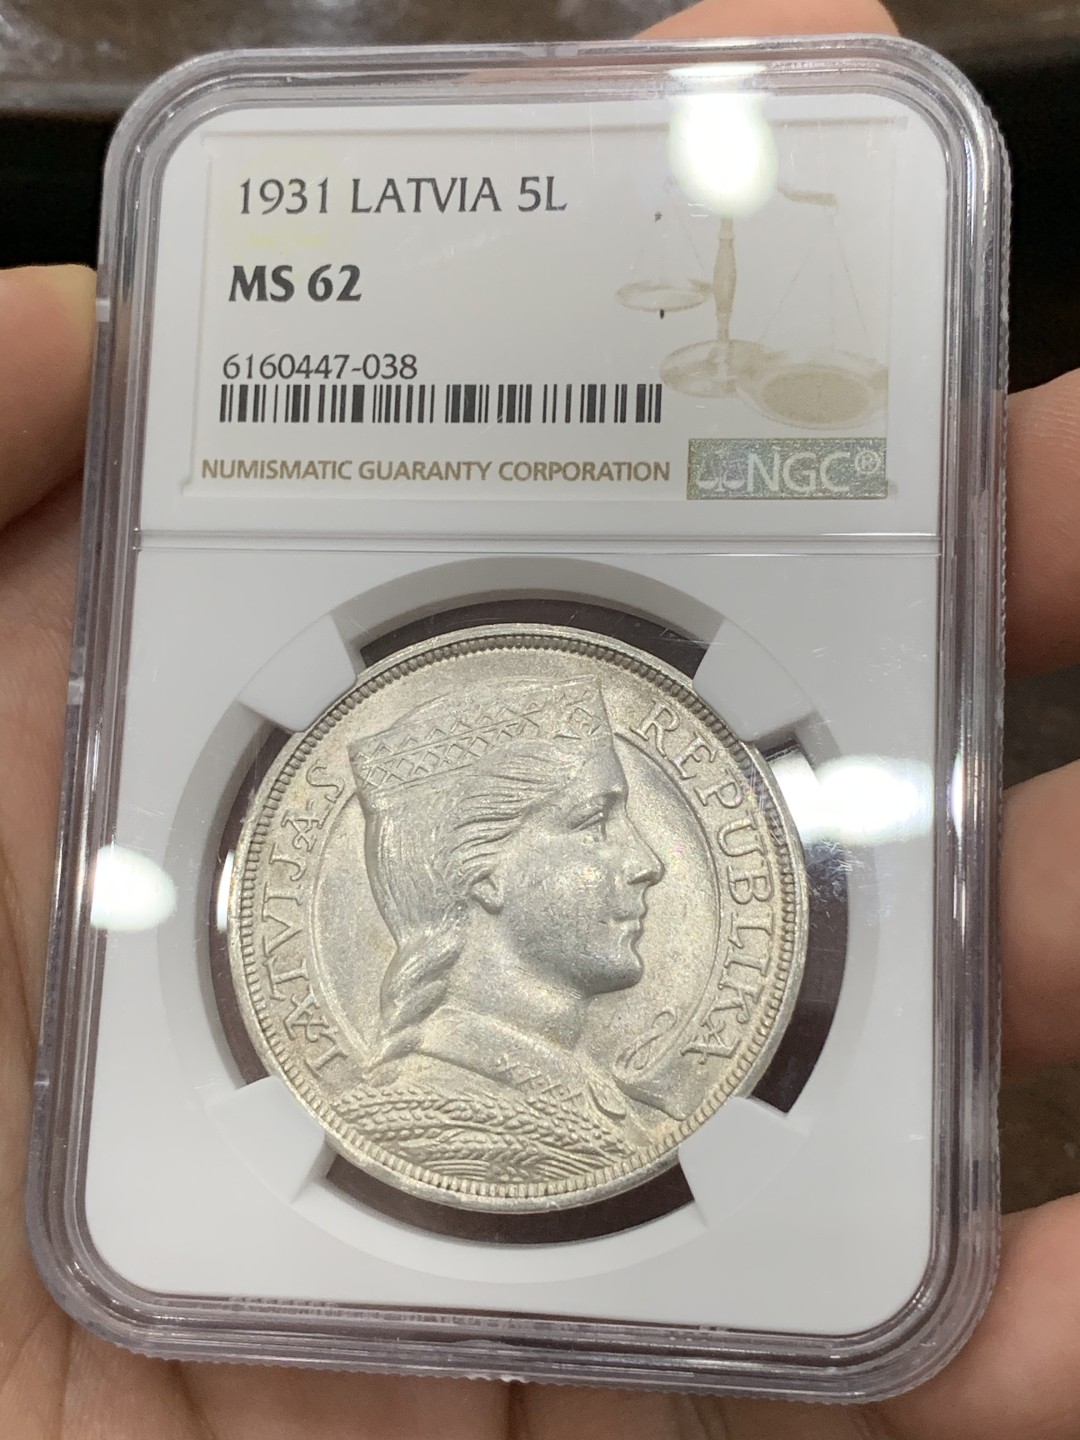 1931 LATVIA 5L
MS 62
6160447-038
NUMISMATIC GUARANTY CORPORATION
NGC®
LATVIJAS
REPUBLIKA